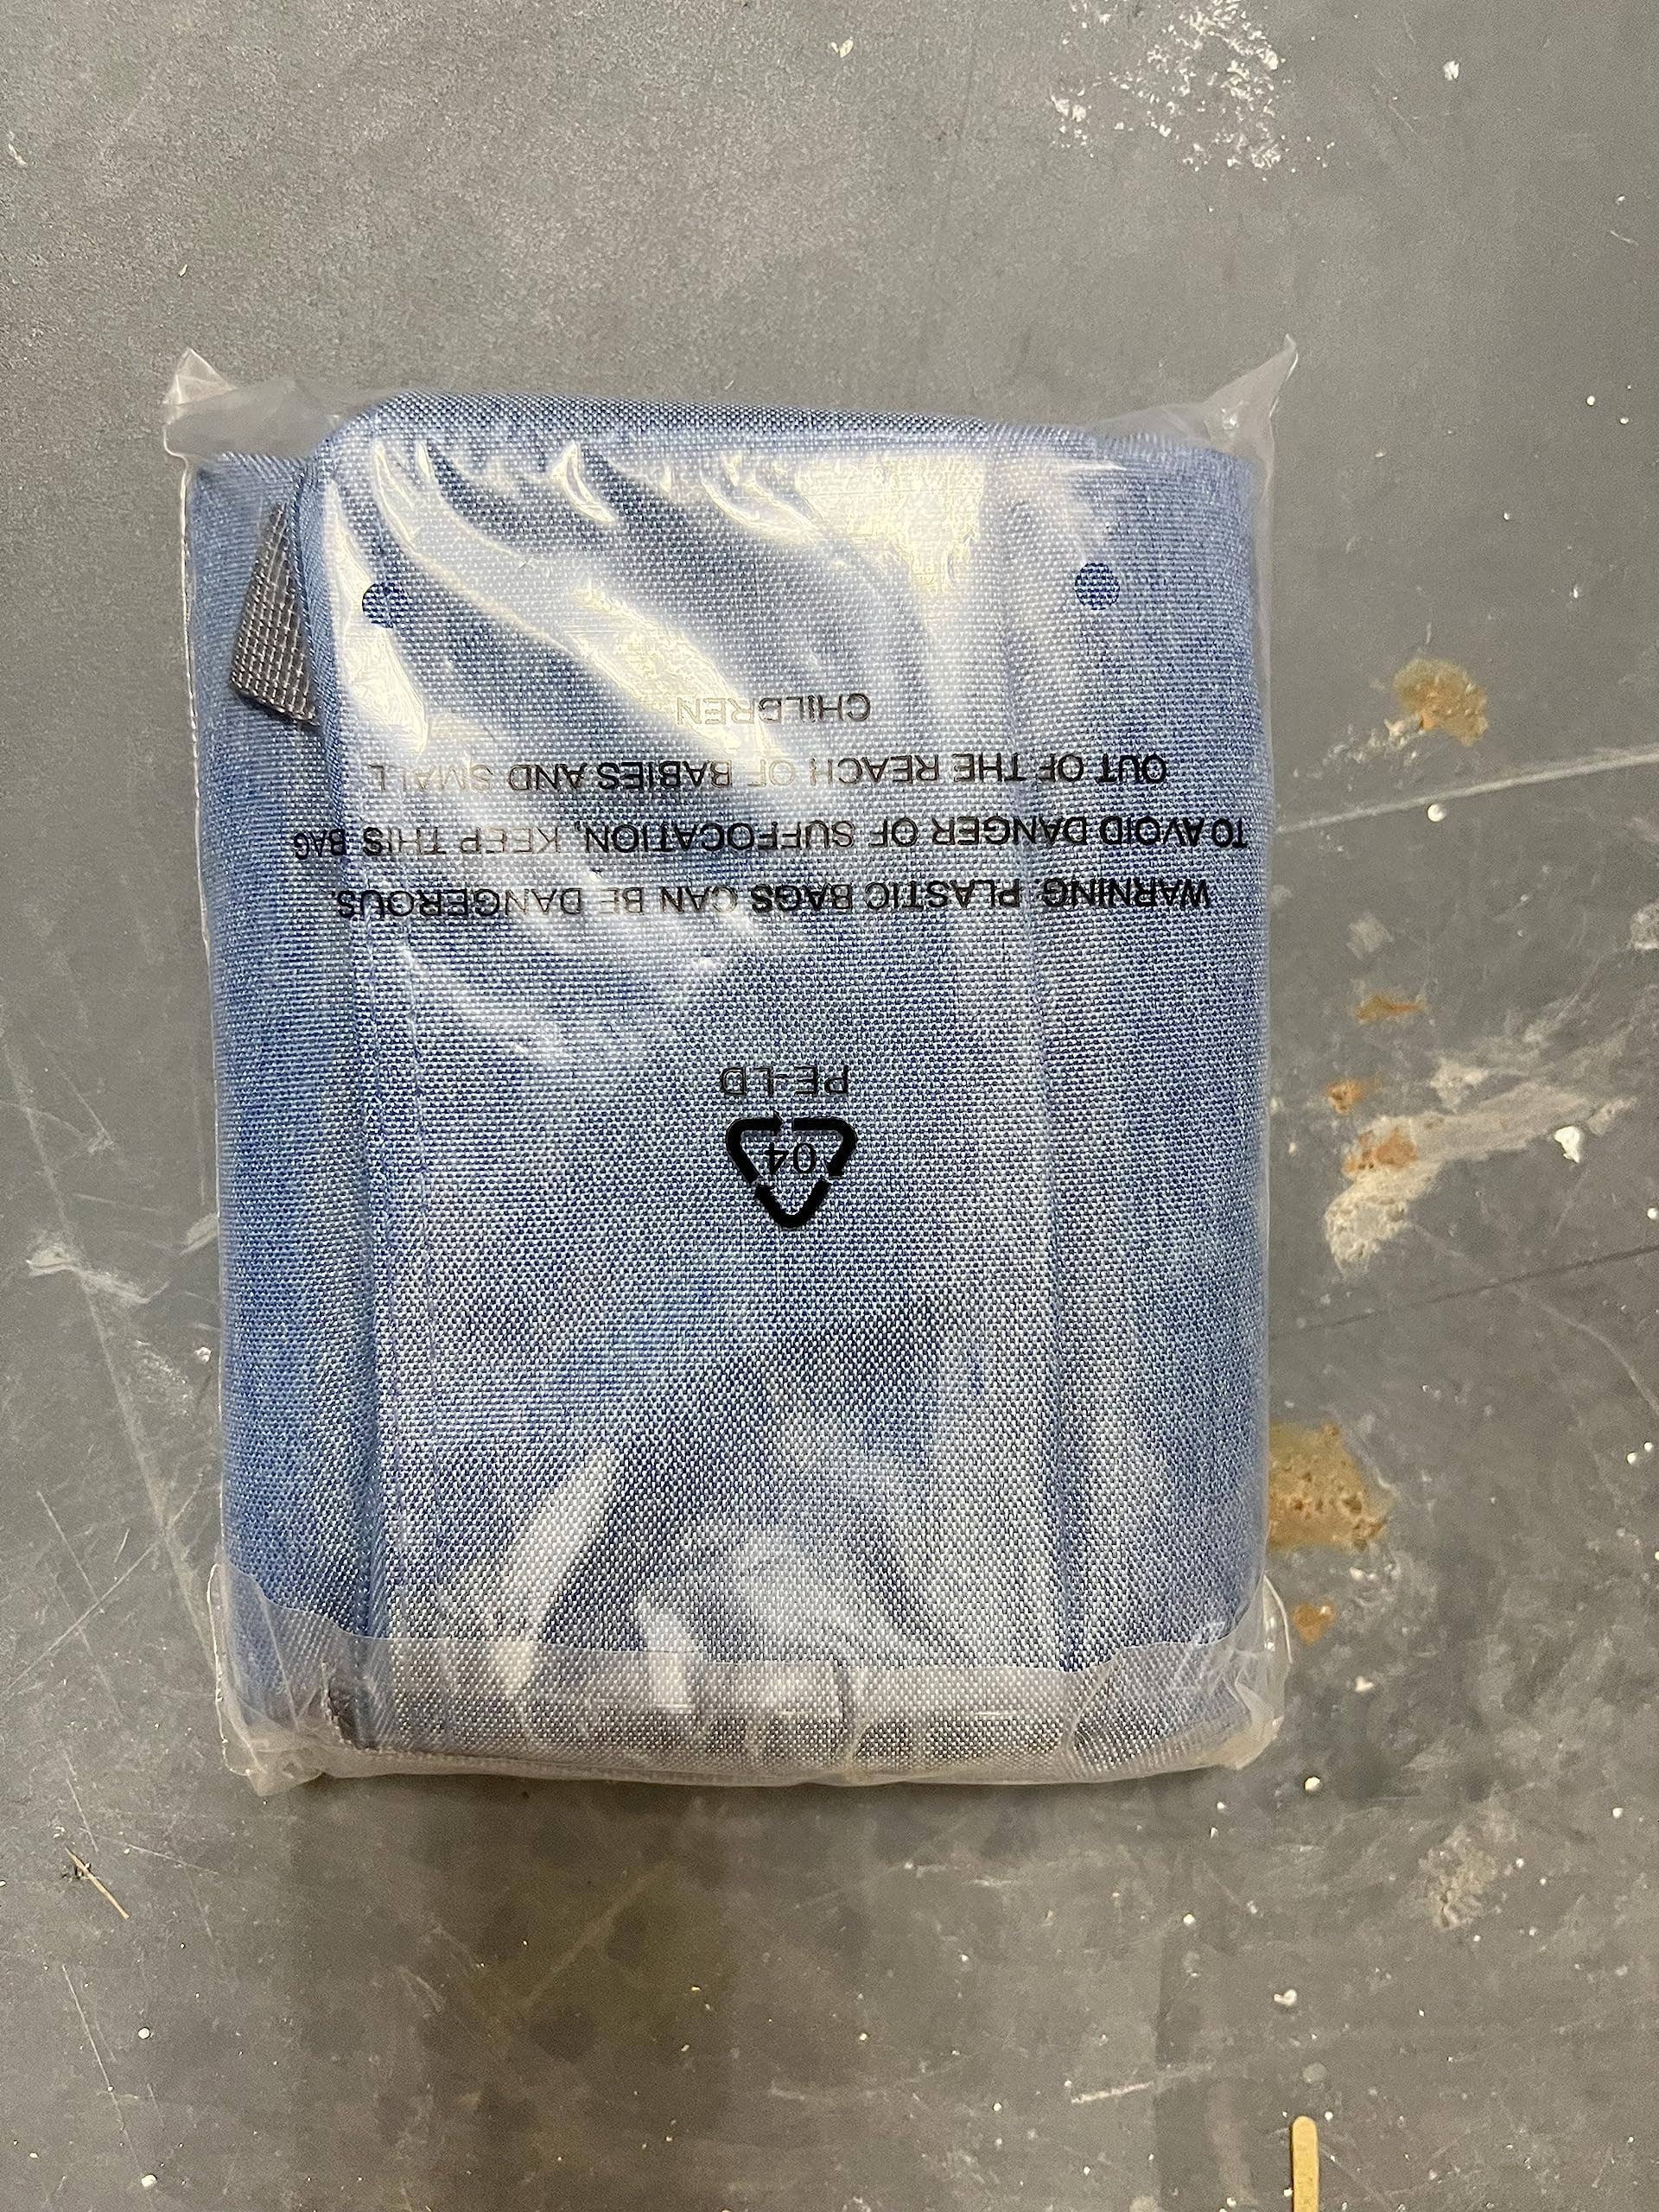 04
PE-LD
WARNING: PLASTIC BAGS CAN BE DANGEROUS.
TO AVOID DANGER OF SUFFOCATION, KEEP THIS BAG
OUT OF THE REACH OF BABIES AND SMALL
CHILDREN